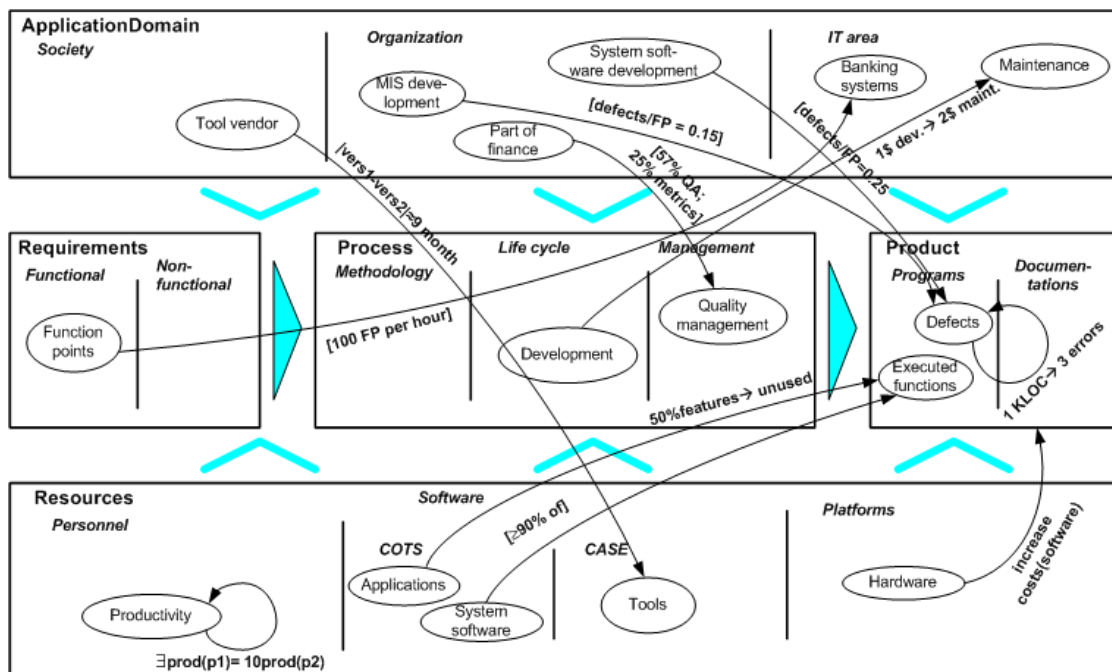 ApplicationDomain
Society
Organization
IT area
System soft-
ware development
MIS deve-
lopment
Banking
systems
Maintenance
Tool vendor
Part of
finance
[defects/FP = 0.15]
[defects/FP=0.25
1$ dev.→ 2$ maint.
[57% QA;
25% metrics]
|vers1-vers2|≈9 month
Requirements
Functional
Non-
functional
Function
points
[100 FP per hour]
Process
Methodology
Life cycle
Management
Development
Quality
management
Product
Programs
Documen-
tations
Defects
Executed
functions
1 KLOC→ 3 errors
50%features→ unused
Resources
Personnel
Software
Platforms
COTS
CASE
[≥90% of]
Applications
System
software
Tools
Hardware
increase
costs(software)
Productivity
∃prod(p1)= 10prod(p2)